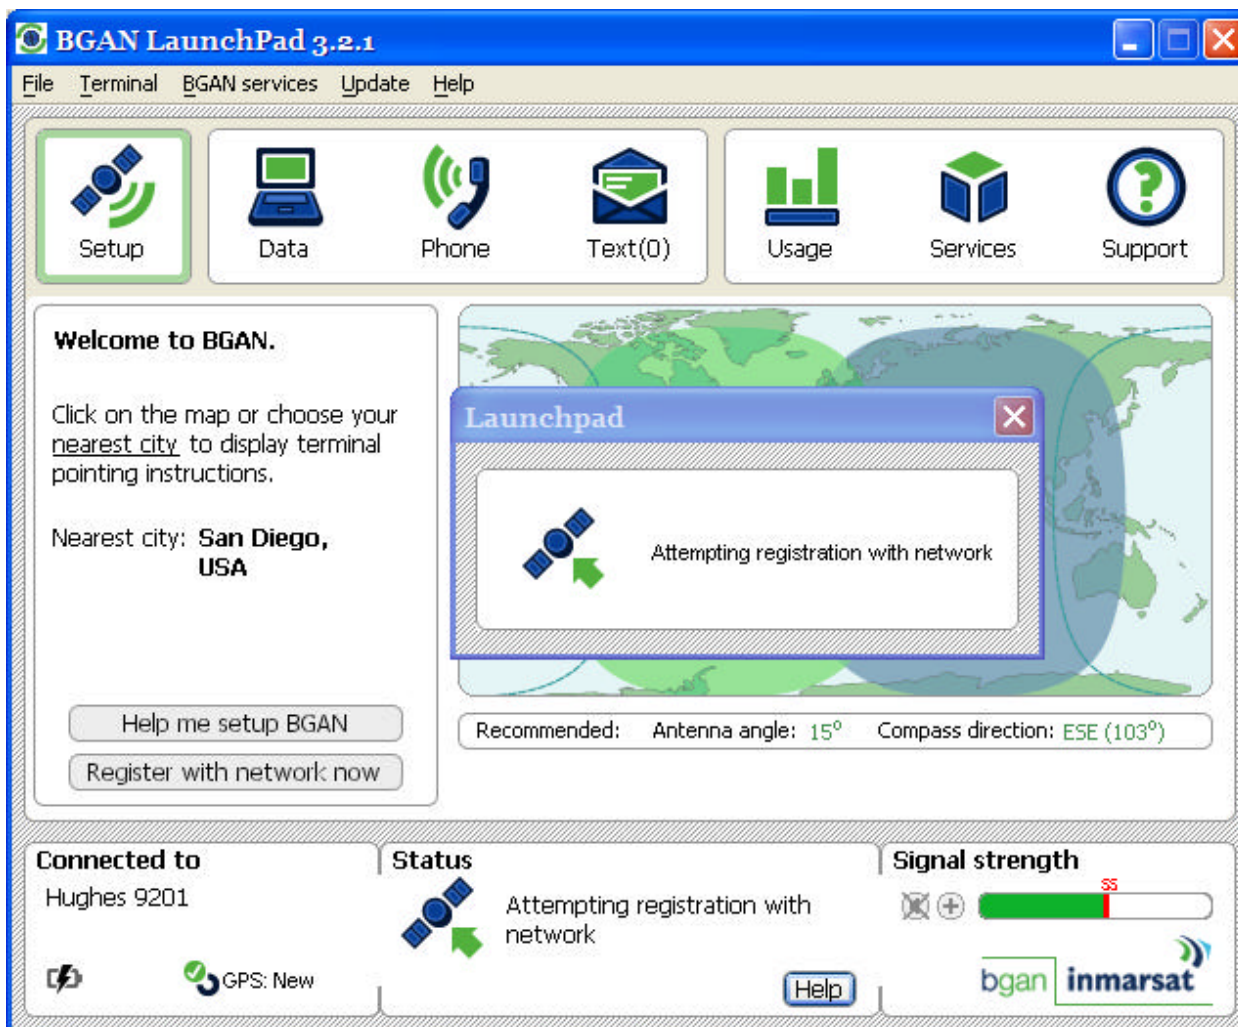 BGAN LaunchPad 3.2.1
File Terminal BGAN services Update Help
Setup Data Phone Text(0) Usage Services Support
Welcome to BGAN.
Click on the map or choose your
nearest city to display terminal
pointing instructions.
Nearest city: San Diego,
USA
Help me setup BGAN
Register with network now
Launchpad
Attempting registration with network
Recommended: Antenna angle: 15° Compass direction: ESE (103°)
Connected to
Hughes 9201
GPS: New
Status
Attempting registration with
network
Help
Signal strength
55
bgan inmarsat